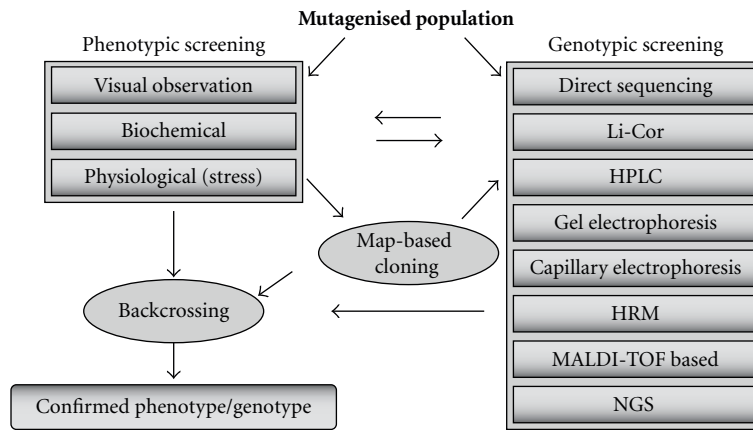 Mutagenised population
Phenotypic screening
Visual observation
Biochemical
Physiological (stress)
Genotypic screening
Direct sequencing
Li-Cor
HPLC
Gel electrophoresis
Capillary electrophoresis
HRM
MALDI-TOF based
NGS
Map-based
cloning
Backcrossing
Confirmed phenotype/genotype